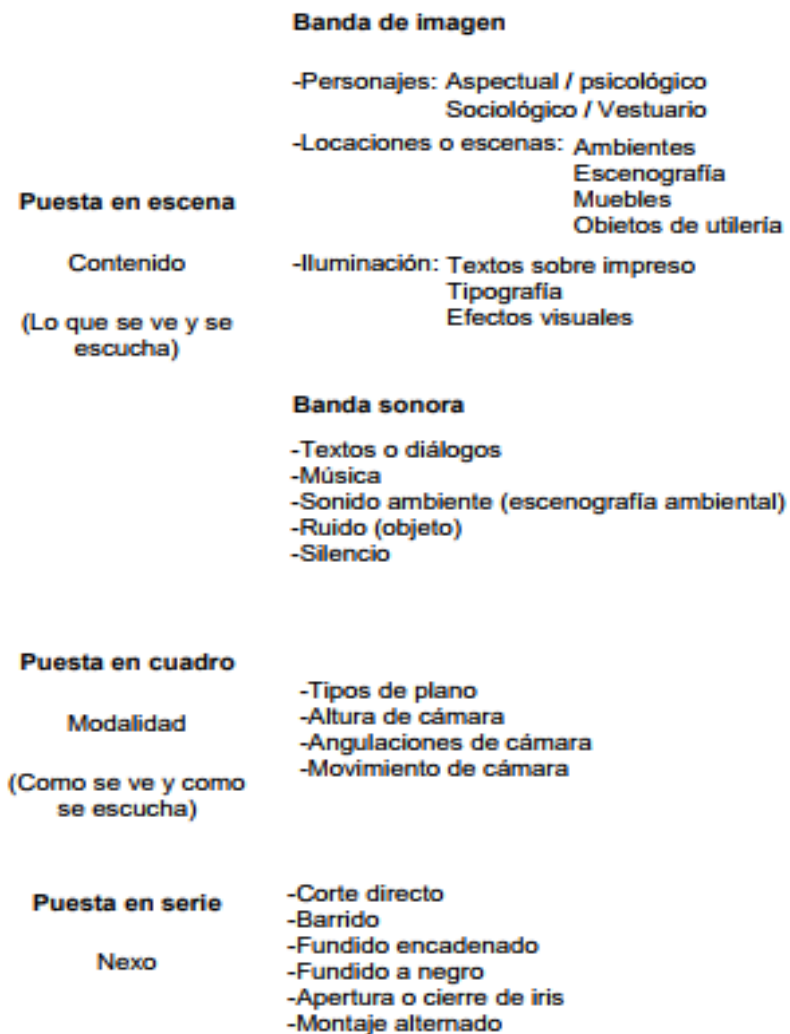 Banda de imagen
-Personajes: Aspectual / psicológico
Sociológico / Vestuario
-Locaciones o escenas: Ambientes
Escenografía
Muebles
Objetos de utilería
Puesta en escena
Contenido
(Lo que se ve y se
escucha)
-Iluminación: Textos sobre impreso
Tipografía
Efectos visuales
Banda sonora
-Textos o diálogos
-Música
-Sonido ambiente (escenografía ambiental)
-Ruido (objeto)
-Silencio
Puesta en cuadro
Modalidad
(Como se ve y como
se escucha)
-Tipos de plano
-Altura de cámara
-Angulaciones de cámara
-Movimiento de cámara
Puesta en serie
Nexo
-Corte directo
-Barrido
-Fundido encadenado
-Fundido a negro
-Apertura o cierre de iris
-Montaje alternado